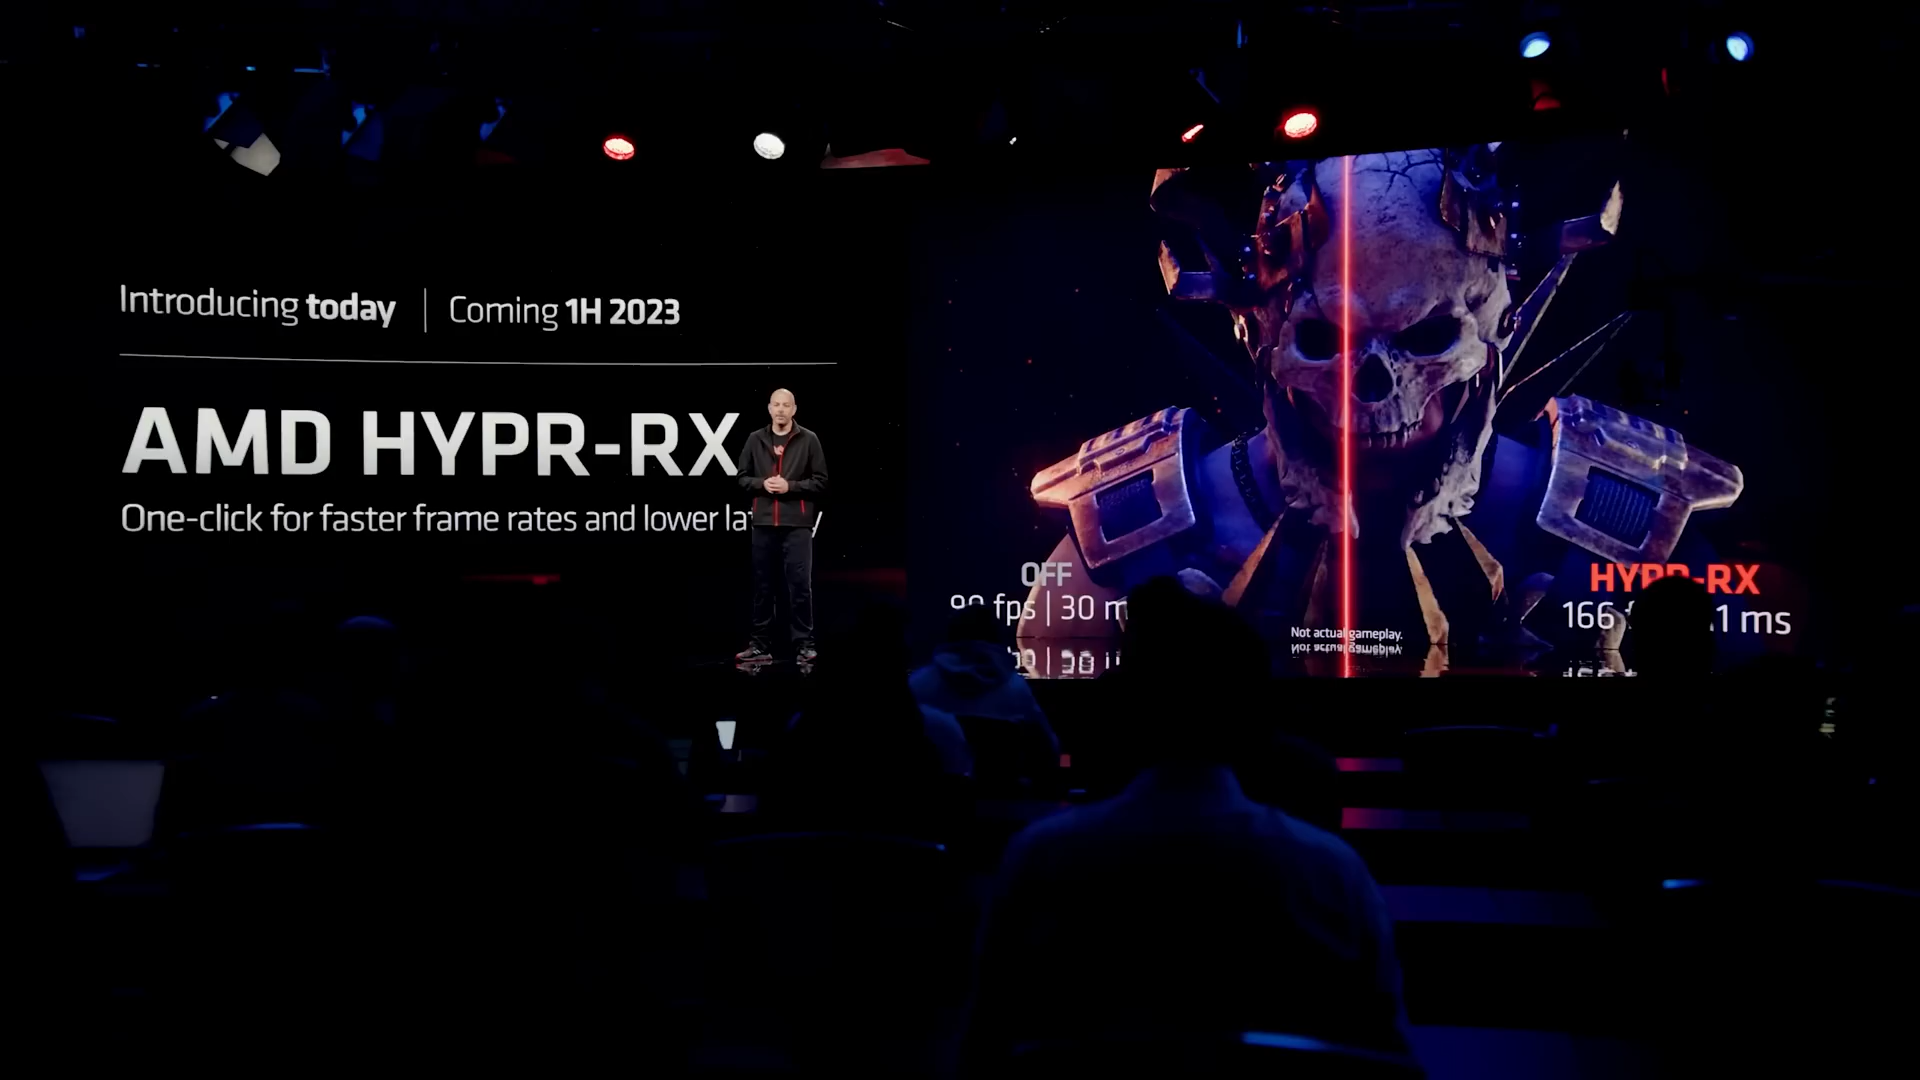 Introducing today | Coming 1H 2023
AMD HYPR-RX
One-click for faster frame rates and lower
OFF
fps | 30
Not actual gameplay.
HYPR-RX
166
1 ms